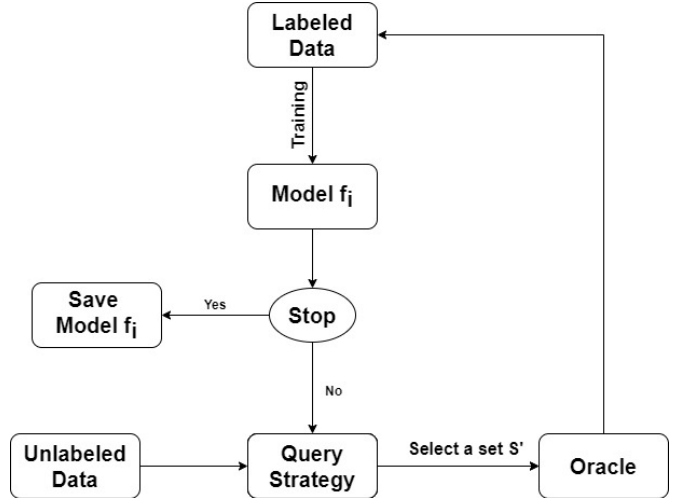 Labeled
Data
Training
Model fi
Save
Model fi
Yes
Stop
No
Unlabeled
Data
Query
Strategy
Select a set S'
Oracle